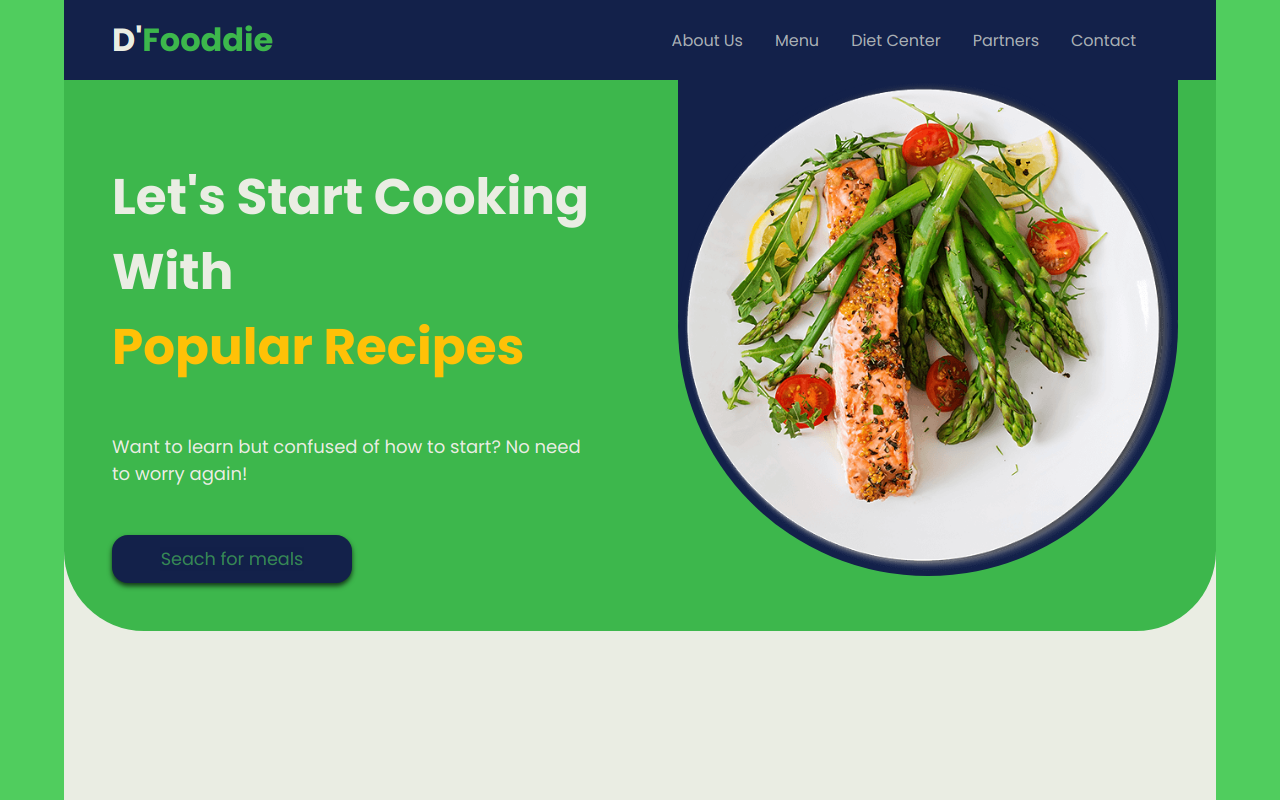 D'Fooddie
About Us Menu Diet Center Partners Contact
Let's Start Cooking
With
Popular Recipes
Want to learn but confused of how to start? No need
to worry again!
Seach for meals